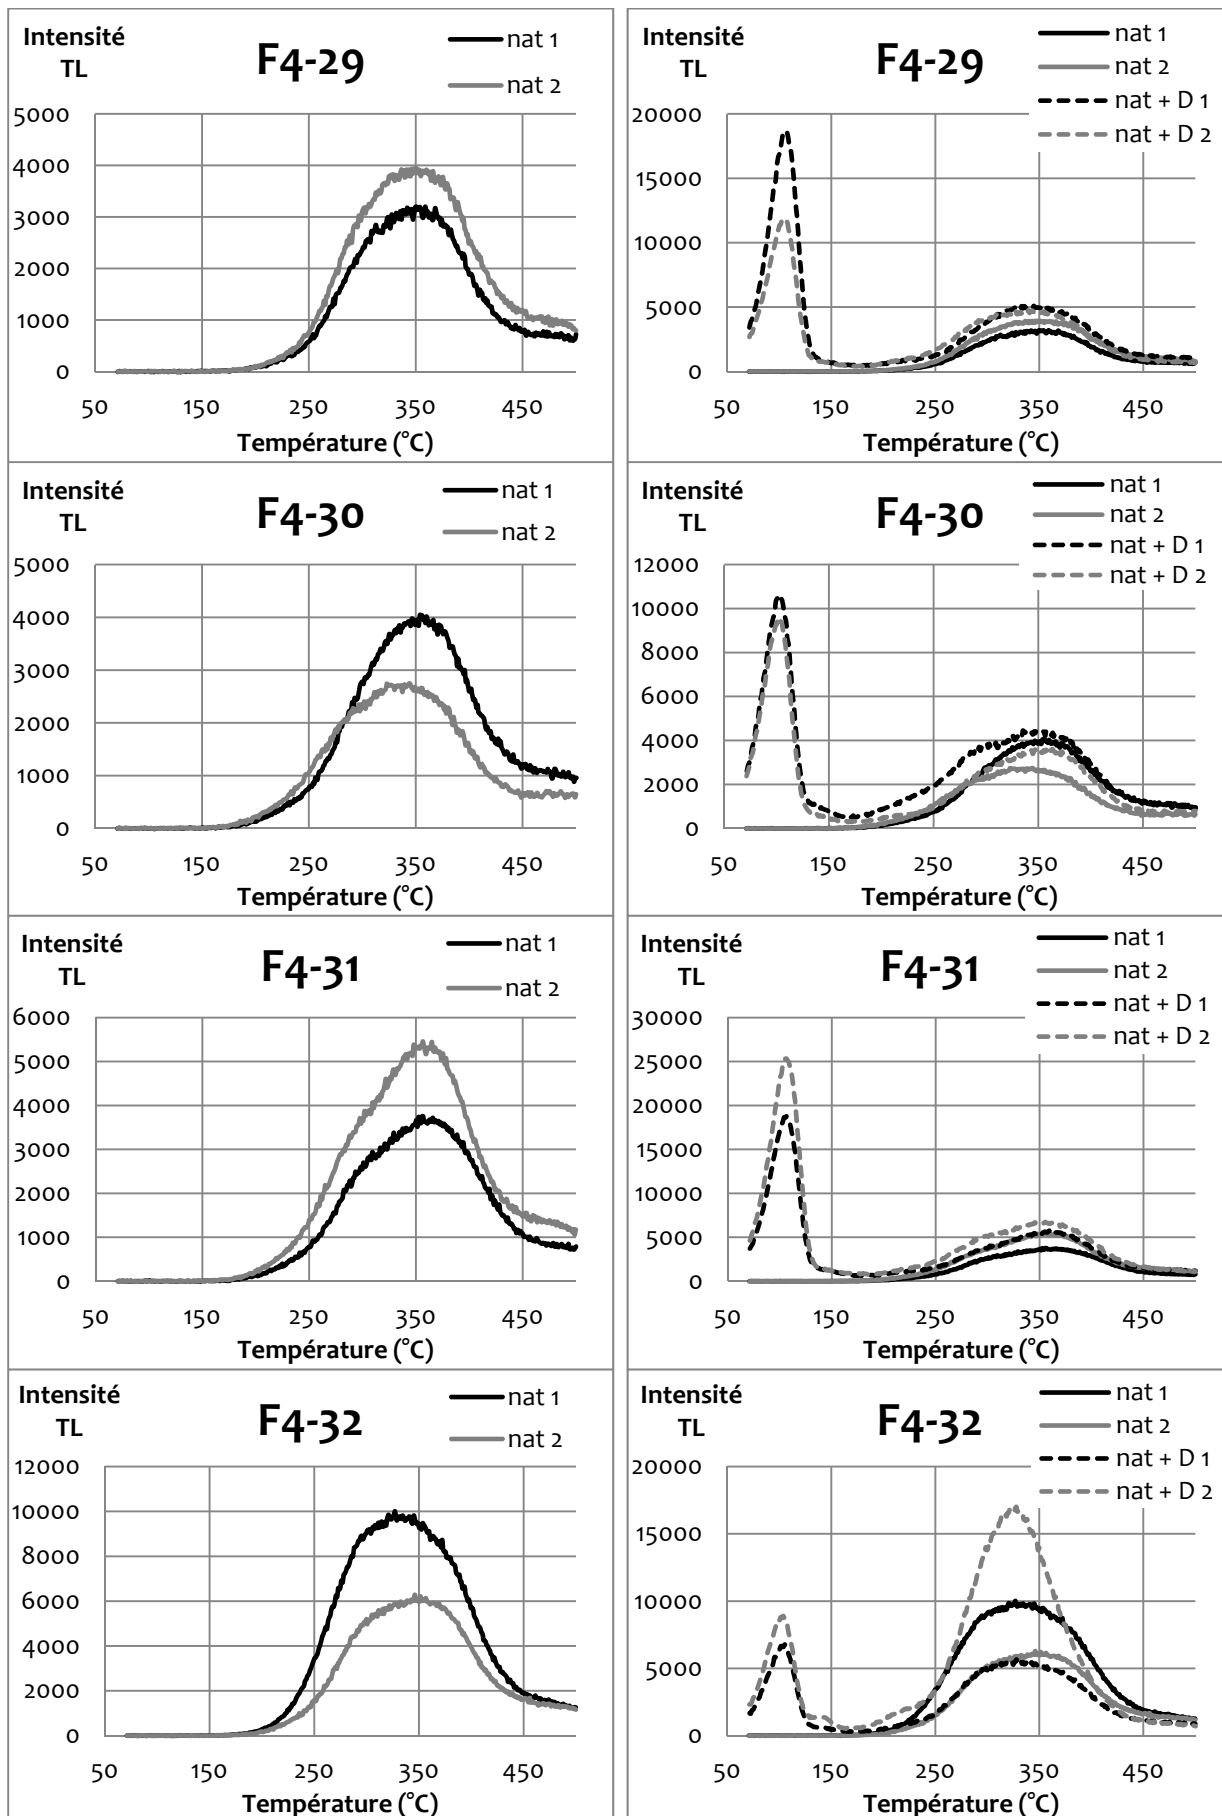 Intensité
TL
F4-29
nat 1
nat 2
5000
4000
3000
2000
1000
0
50 150 250 350 450
Température (°C)
Intensité
TL
F4-29
nat 1
nat 2
nat + D 1
nat + D 2
20000
15000
10000
5000
0
50 150 250 350 450
Température (°C)
Intensité
TL
F4-30
nat 1
nat 2
5000
4000
3000
2000
1000
0
50 150 250 350 450
Température (°C)
Intensité
TL
F4-30
nat 1
nat 2
nat + D 1
nat + D 2
12000
10000
8000
6000
4000
2000
0
50 150 250 350 450
Température (°C)
Intensité
TL
F4-31
nat 1
nat 2
6000
5000
4000
3000
2000
1000
0
50 150 250 350 450
Température (°C)
Intensité
TL
F4-31
nat 1
nat 2
nat + D 1
nat + D 2
30000
25000
20000
15000
10000
5000
0
50 150 250 350 450
Température (°C)
Intensité
TL
F4-32
nat 1
nat 2
12000
10000
8000
6000
4000
2000
0
50 150 250 350 450
Température (°C)
Intensité
TL
F4-32
nat 1
nat 2
nat + D 1
nat + D 2
20000
15000
10000
5000
0
50 150 250 350 450
Température (°C)